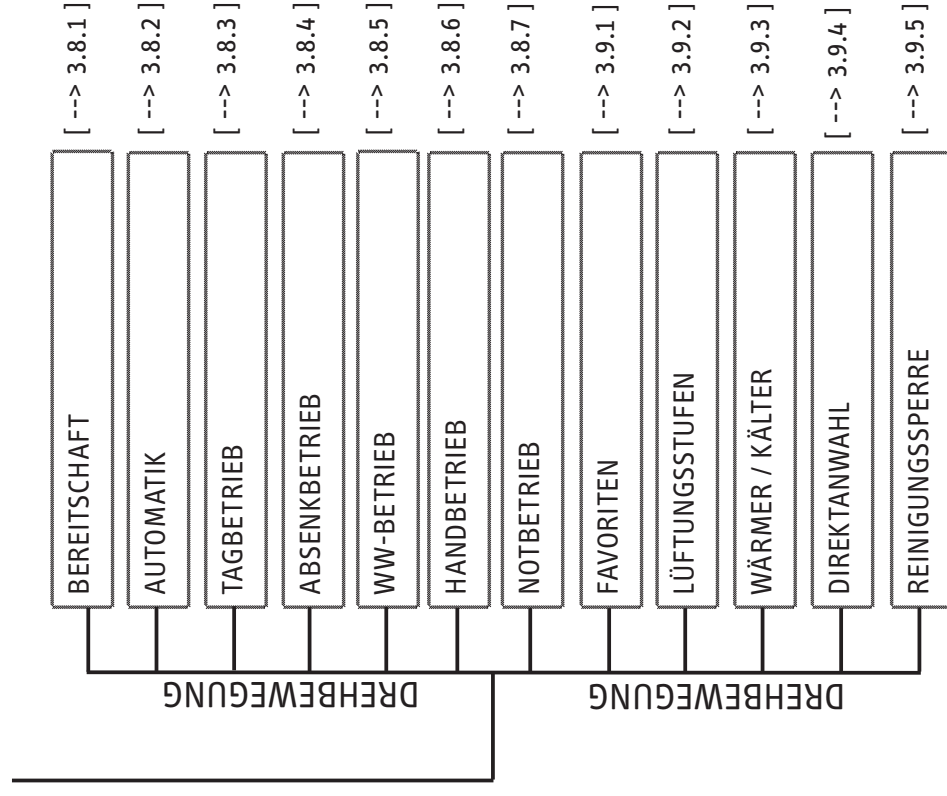 BEREITSCHAFT [ --> 3.8.1 ]
AUTOMATIK [ --> 3.8.2 ]
TAGBETRIEB [ --> 3.8.3 ]
ABSENKBETRIEB [ --> 3.8.4 ]
WW-BETRIEB [ --> 3.8.5 ]
HANDBETRIEB [ --> 3.8.6 ]
NOTBETRIEB [ --> 3.8.7 ]
FAVORITEN [ --> 3.9.1 ]
LÜFTUNGSSTUFEN [ --> 3.9.2 ]
WÄRMER / KÄLTER [ --> 3.9.3 ]
DIREKTANWAHL [ --> 3.9.4 ]
REINIGUNGSSPERRE [ --> 3.9.5 ]
DREHBEWEGUNG
DREHBEWEGUNG